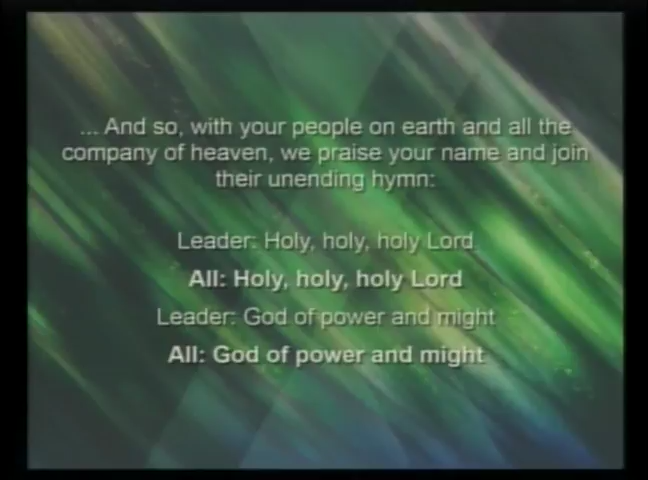 ... And so, with your people on earth and all the
company of heaven, we praise your name and join
their unending hymn:
Leader: Holy, holy, holy Lord
All: Holy, holy, holy Lord
Leader: God of power and might
All: God of power and might